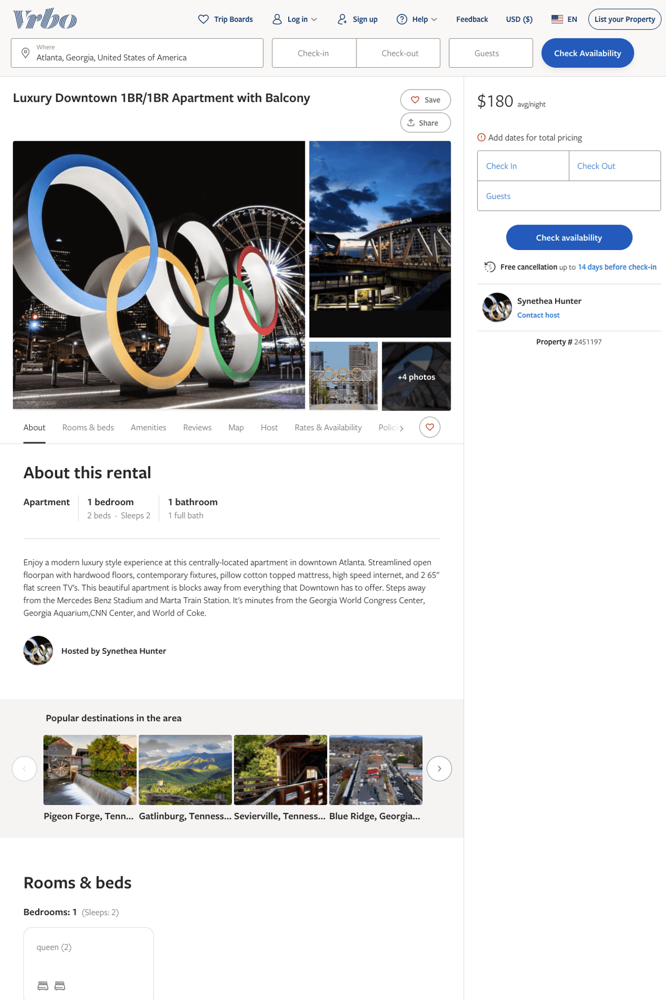 Vrbo
Trip Boards
Log in
Sign up
Help
Feedback
USD ($)
EN
List your Property
Where
Atlanta, Georgia, United States of America
Check-in
Check-out
Guests
Check Availability
Luxury Downtown 1BR/1BR Apartment with Balcony
Save
Share
$180 avg/night
Add dates for total pricing
Check In
Check Out
Guests
Check availability
Free cancellation up to 14 days before check-in
Synethea Hunter
Contact host
Property # 2451197
ARENA
fin
am
+4 photos
About
Rooms & beds
Amenities
Reviews
Map
Host
Rates & Availability
Polici
About this rental
Apartment
1 bedroom
2 beds · Sleeps 2
1 bathroom
1 full bath
Enjoy a modern luxury style experience at this centrally-located apartment in downtown Atlanta. Streamlined open
floorpan with hardwood floors, contemporary fixtures, pillow cotton topped mattress, high speed internet, and 2 65"
flat screen TV's. This beautiful apartment is blocks away from everything that Downtown has to offer. Steps away
from the Mercedes Benz Stadium and Marta Train Station. It's minutes from the Georgia World Congress Center,
Georgia Aquarium,CNN Center, and World of Coke.
Hosted by Synethea Hunter
Popular destinations in the area
Pigeon Forge, Tenn...
Gatlinburg, Tenness...
Sevierville, Tenness...
Blue Ridge, Georgia...
Rooms & beds
Bedrooms: 1 (Sleeps: 2)
queen (2)